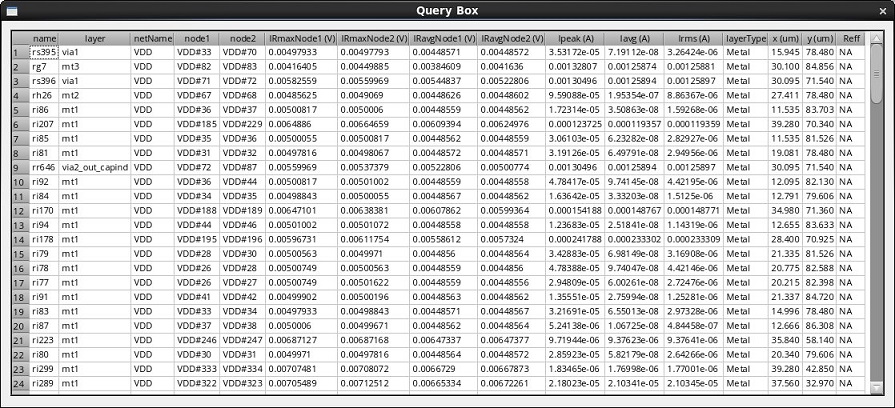 Query Box
name layer netName node1 node2 IRmaxNode1 (V) IRmaxNode2 (V) IRavgNode1 (V) IRavgNode2 (V) Ipeak (A) Iavg (A) Irms (A) layerType x (um) y (um) Reff
1 rs395 via1 VDD VDD#33 VDD#70 0.00497933 0.00497793 0.00448571 0.00448572 3.53172e-05 7.19112e-08 3.26424e-06 Metal 15.945 78.480 NA
2 rg7 mt3 VDD VDD#82 VDD#83 0.00416405 0.00449885 0.00384609 0.0041636 0.00132807 0.00125874 0.00125881 Metal 30.100 84.856 NA
3 rs396 via1 VDD VDD#71 VDD#72 0.00582559 0.00559969 0.00544837 0.00522806 0.00130496 0.00125894 0.00125897 Metal 30.095 71.540 NA
4 rh26 mt2 VDD VDD#67 VDD#68 0.00485625 0.0049069 0.00448626 0.00448602 9.59088e-05 1.95354e-07 8.86367e-06 Metal 27.411 78.480 NA
5 ri86 mt1 VDD VDD#36 VDD#37 0.00500817 0.0050006 0.00448559 0.00448557 1.72314e-05 3.50863e-08 1.59268e-06 Metal 11.535 83.703 NA
6 ri207 mt1 VDD VDD#185 VDD#229 0.0064886 0.00664659 0.00609394 0.00624976 0.000123725 0.000119357 0.000119359 Metal 39.280 70.340 NA
7 ri85 mt1 VDD VDD#35 VDD#36 0.00500055 0.00500817 0.00448562 0.00448559 3.06103e-05 6.23282e-08 2.82927e-06 Metal 11.535 81.526 NA
8 ri81 mt1 VDD VDD#31 VDD#32 0.00497816 0.00498067 0.00448572 0.00448571 3.19126e-05 6.49791e-08 2.94956e-06 Metal 19.081 78.480 NA
9 rr646 via2_out_capind VDD VDD#72 VDD#87 0.00559969 0.00537379 0.00522806 0.00500774 0.00130496 0.00125894 0.00125897 Metal 30.095 71.540 NA
10 ri92 mt1 VDD VDD#36 VDD#44 0.00500817 0.00501002 0.00448559 0.00448558 4.78417e-05 9.74145e-08 4.42195e-06 Metal 12.095 82.130 NA
11 ri84 mt1 VDD VDD#34 VDD#35 0.00498843 0.00500055 0.00448567 0.00448562 1.63642e-05 3.33203e-08 1.5125e-06 Metal 12.791 79.606 NA
12 ri170 mt1 VDD VDD#188 VDD#189 0.00647101 0.00638381 0.00607862 0.00599364 0.000154188 0.000148767 0.000148771 Metal 34.980 71.360 NA
13 ri94 mt1 VDD VDD#44 VDD#46 0.00501002 0.00501072 0.00448558 0.00448558 1.23683e-05 2.51841e-08 1.14319e-06 Metal 12.655 83.633 NA
14 ri178 mt1 VDD VDD#195 VDD#196 0.00596731 0.00611754 0.00558612 0.0057324 0.000241788 0.000233302 0.000233309 Metal 28.400 70.925 NA
15 ri79 mt1 VDD VDD#28 VDD#30 0.00500563 0.0049971 0.0044856 0.00448564 3.42883e-05 6.98149e-08 3.16908e-06 Metal 21.335 81.526 NA
16 ri78 mt1 VDD VDD#26 VDD#28 0.00500749 0.00500563 0.00448559 0.0044856 4.78388e-05 9.74047e-08 4.42146e-06 Metal 20.775 82.588 NA
17 ri77 mt1 VDD VDD#26 VDD#27 0.00500749 0.00501622 0.00448559 0.00448556 2.94809e-05 6.00261e-08 2.72476e-06 Metal 20.215 82.398 NA
18 ri91 mt1 VDD VDD#41 VDD#42 0.00499902 0.00500196 0.00448563 0.00448562 1.35551e-05 2.75994e-08 1.25281e-06 Metal 21.337 84.720 NA
19 ri83 mt1 VDD VDD#33 VDD#34 0.00497933 0.00498843 0.00448571 0.00448567 3.21691e-05 6.55013e-08 2.97328e-06 Metal 14.996 78.480 NA
20 ri87 mt1 VDD VDD#37 VDD#38 0.0050006 0.00499671 0.00448562 0.00448564 5.24138e-06 1.06725e-08 4.84458e-07 Metal 12.666 86.308 NA
21 ri223 mt1 VDD VDD#246 VDD#247 0.00687127 0.00687168 0.00647337 0.00647377 9.71944e-06 9.37623e-06 9.37641e-06 Metal 35.840 58.140 NA
22 ri80 mt1 VDD VDD#30 VDD#31 0.0049971 0.00497816 0.00448564 0.00448572 2.85923e-05 5.82179e-08 2.64266e-06 Metal 20.340 79.606 NA
23 ri299 mt1 VDD VDD#333 VDD#334 0.00707481 0.00708072 0.0066729 0.00667873 1.83465e-06 1.76998e-06 1.77001e-06 Metal 39.280 42.850 NA
24 ri289 mt1 VDD VDD#322 VDD#323 0.00705489 0.00712512 0.00665334 0.00672261 2.18023e-05 2.10341e-05 2.10345e-05 Metal 37.560 32.970 NA